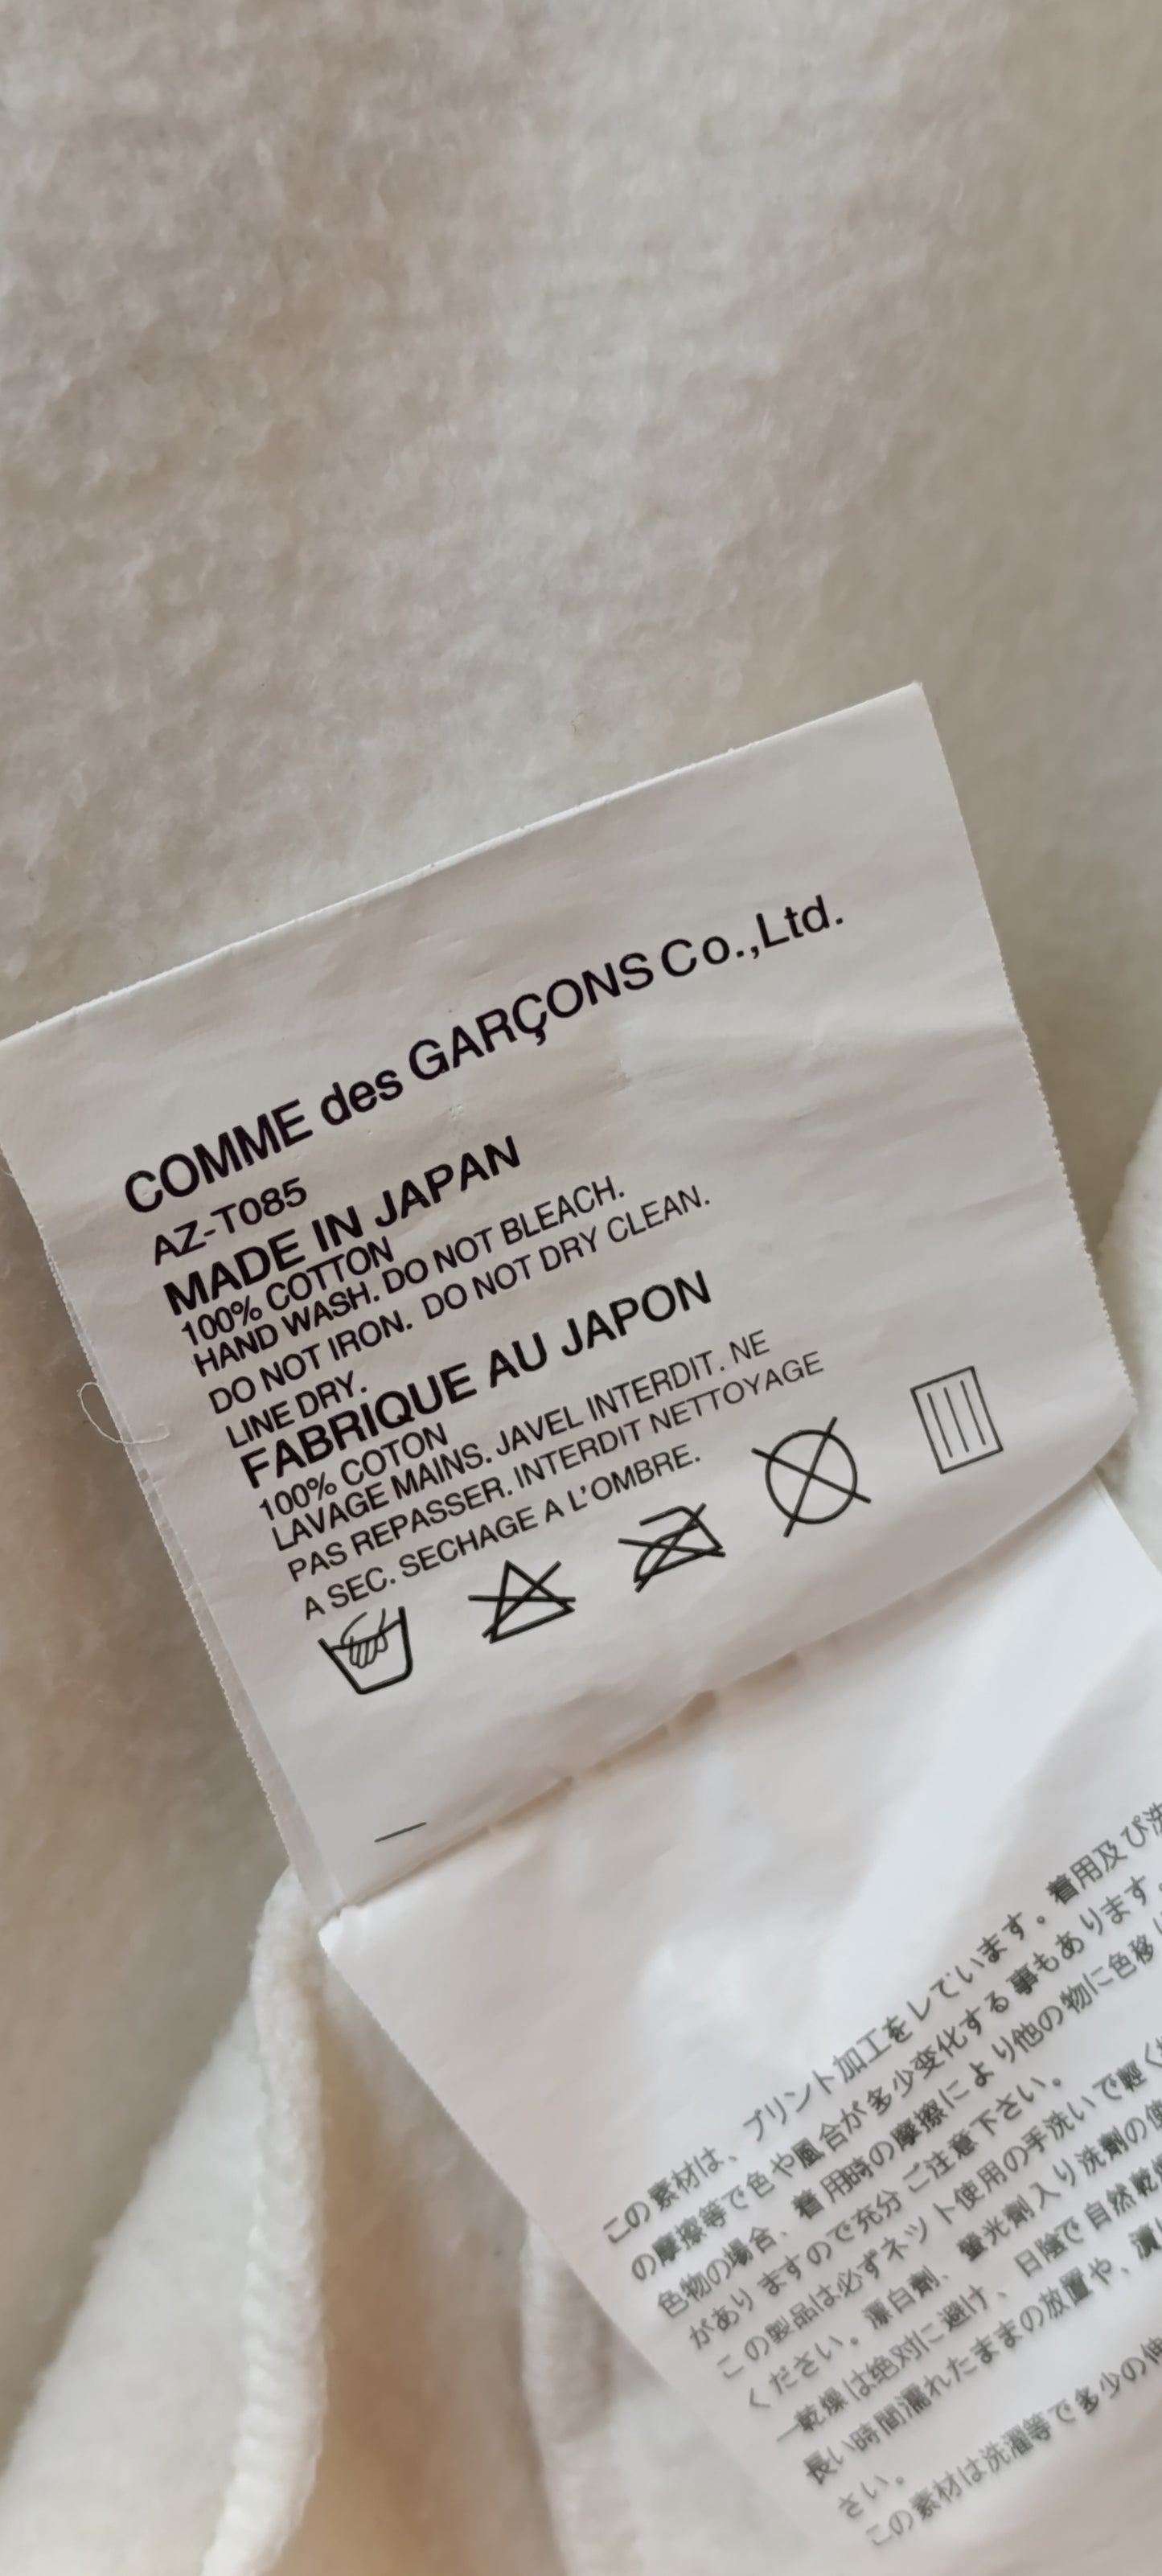 COMME des GARÇONS Co.,Ltd.
AZ-T085
MADE IN JAPAN
100% COTTON
HAND WASH. DO NOT BLEACH.
DO NOT IRON. DO NOT DRY CLEAN.
LINE DRY.
FABRIQUE AU JAPON
100% COTON
LAVAGE MAINS. JAVEL INTERDIT. NE
PAS REPASSER. INTERDIT NETTOYAGE
A SEC. SECHAGE A L'OMBRE.
この素材は、プリント加工をしています。着用及び洗
の摩擦等で色や風合が多少変化する事もあります。
色物の場合、着用時の摩擦により他の物に色移り
がありますので充分ご注意下さい。
この製品は必ずネット使用の手洗いで軽く
ください。漂白剤、蛍光剤入り洗剤の使
乾燥は絶対に避け、日陰で自然乾燥
長い時間濡れたままの放置や、
さい。
この素材は洗濯等で多少の伸